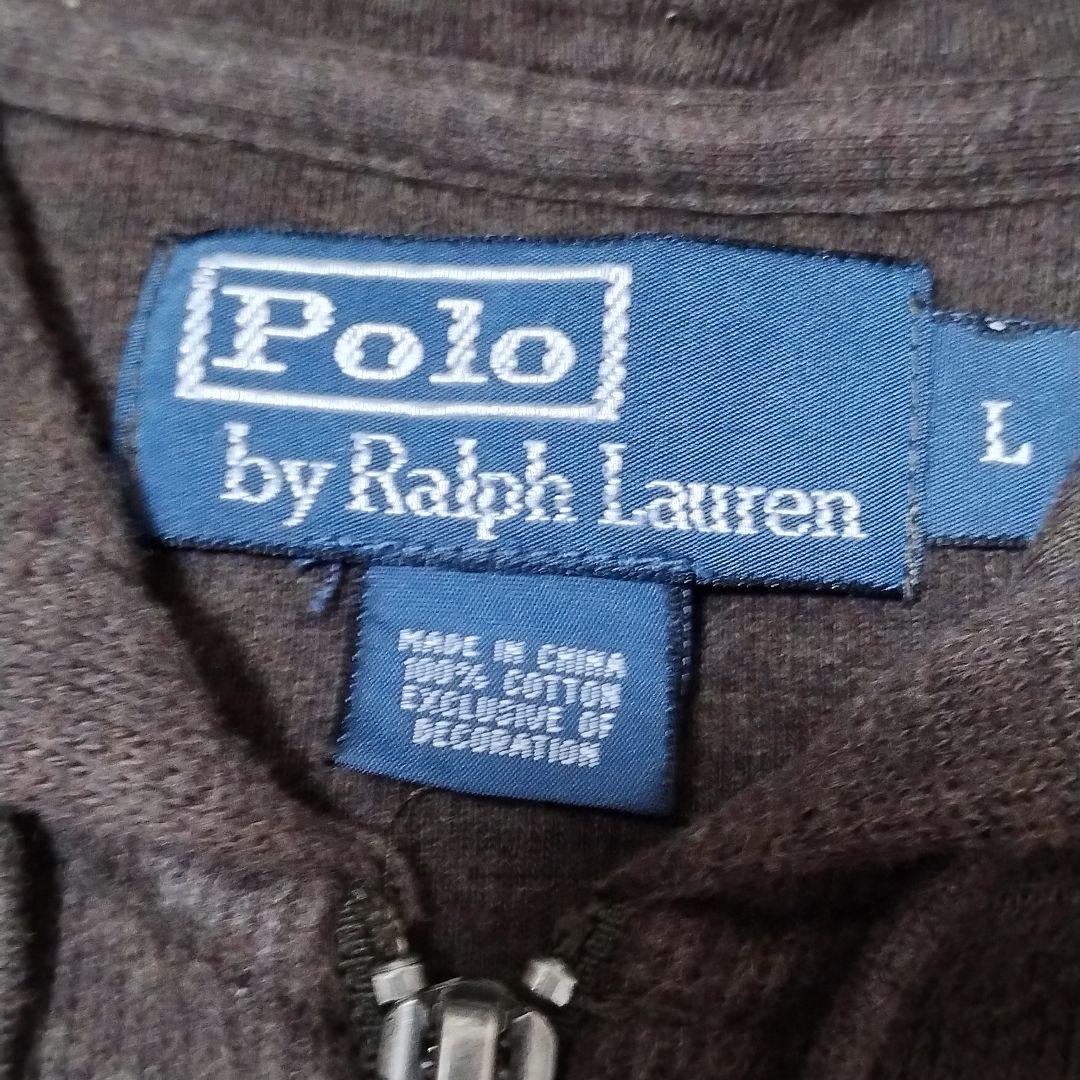 Polo
by Ralph Lauren
L
MADE IN CHINA
100% COTTON
EXCLUSIVE OF
DECORATION